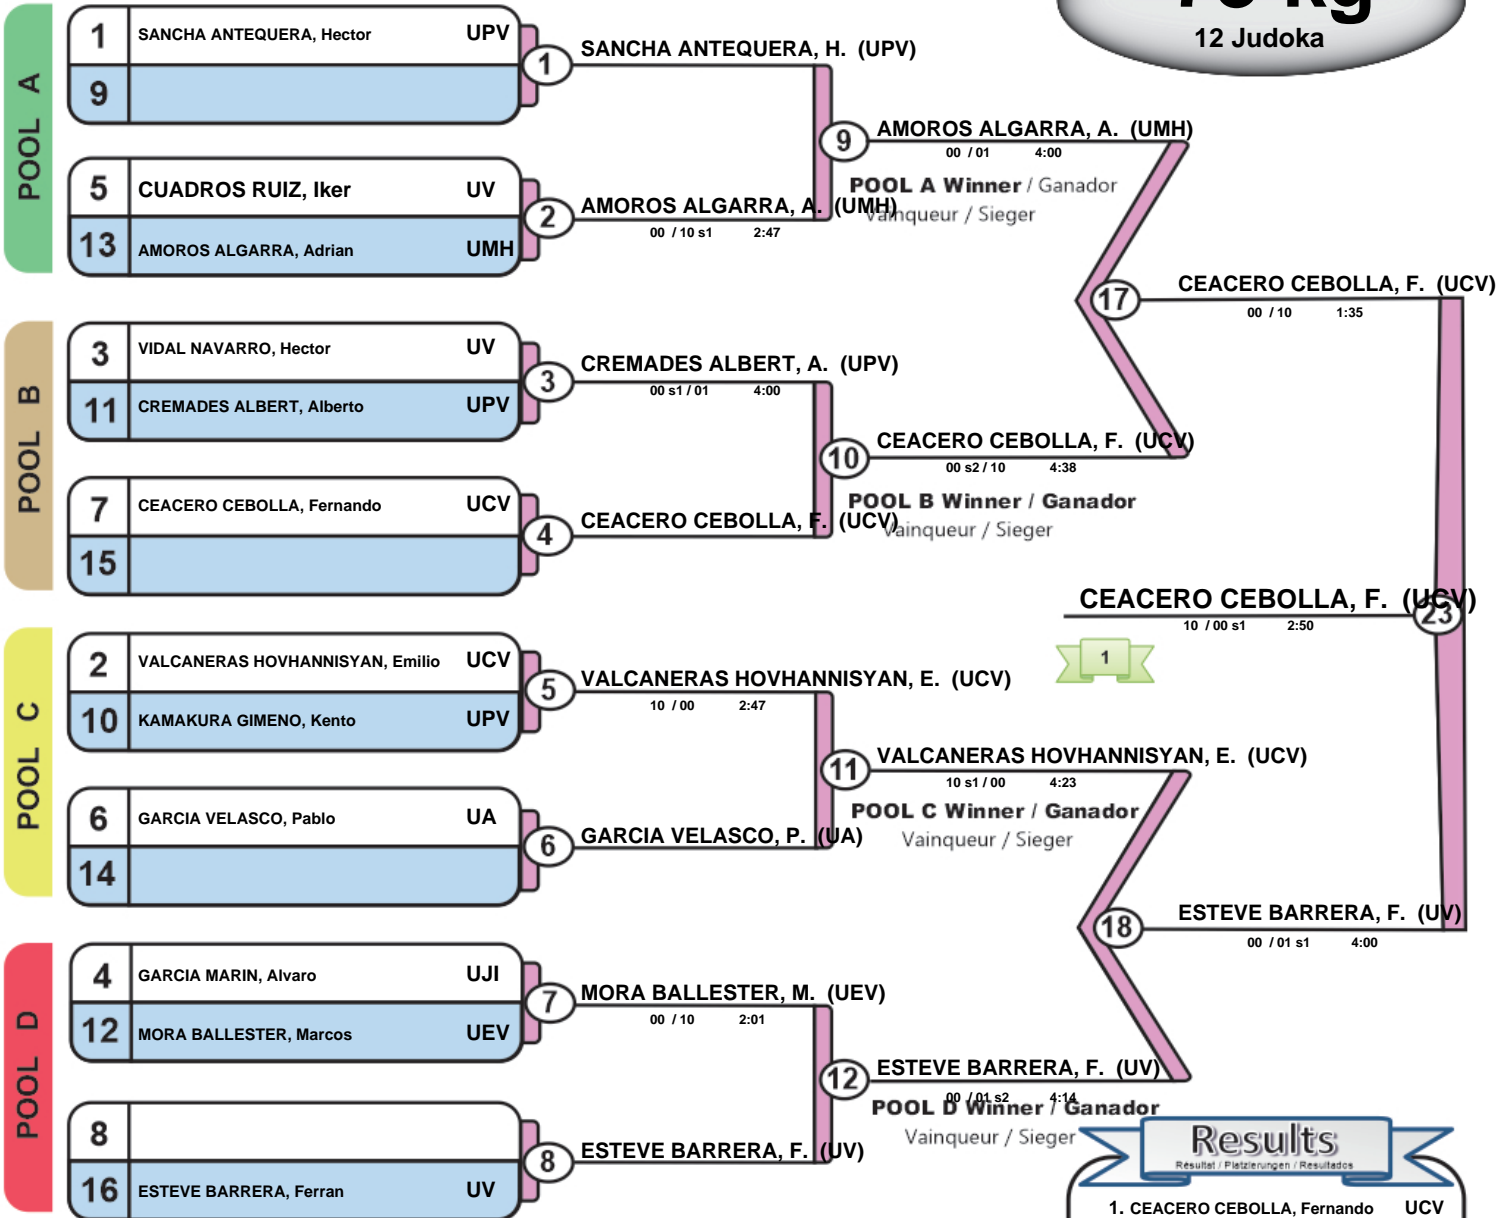 12 Judoka
POOL A
1 SANCHA ANTEQUERA, Hector UPV
9
5 CUADROS RUIZ, Iker UV
13 AMOROS ALGARRA, Adrian UMH
1 SANCHA ANTEQUERA, H. (UPV)
2 AMOROS ALGARRA, A. (UMH)
00 / 10 s1 2:47
9 AMOROS ALGARRA, A. (UMH)
00 / 01 4:00
POOL A Winner / Ganador
Vainqueur / Sieger
POOL B
3 VIDAL NAVARRO, Hector UV
11 CREMADES ALBERT, Alberto UPV
7 CEACERO CEBOLLA, Fernando UCV
15
3 CREMADES ALBERT, A. (UPV)
00 s1 / 01 4:00
4 CEACERO CEBOLLA, F. (UCV)
10 CEACERO CEBOLLA, F. (UCV)
00 s2 / 10 4:38
POOL B Winner / Ganador
Vainqueur / Sieger
17 CEACERO CEBOLLA, F. (UCV)
00 / 10 1:35
CEACERO CEBOLLA, F. (UCV)
23
10 / 00 s1 2:50
1
POOL C
2 VALCANERAS HOVHANNISYAN, Emilio UCV
10 KAMAKURA GIMENO, Kento UPV
6 GARCIA VELASCO, Pablo UA
14
5 VALCANERAS HOVHANNISYAN, E. (UCV)
10 / 00 2:47
6 GARCIA VELASCO, P. (UA)
11 VALCANERAS HOVHANNISYAN, E. (UCV)
10 s1 / 00 4:23
POOL C Winner / Ganador
Vainqueur / Sieger
POOL D
4 GARCIA MARIN, Alvaro UJI
12 MORA BALLESTER, Marcos UEV
8
16 ESTEVE BARRERA, Ferran UV
7 MORA BALLESTER, M. (UEV)
00 / 10 2:01
8 ESTEVE BARRERA, F. (UV)
12 ESTEVE BARRERA, F. (UV)
00 / 01 s2 4:14
POOL D Winner / Ganador
Vainqueur / Sieger
18 ESTEVE BARRERA, F. (UV)
00 / 01 s1 4:00
Results
Résultat / Platzierungen / Resultados
1. CEACERO CEBOLLA, Fernando UCV